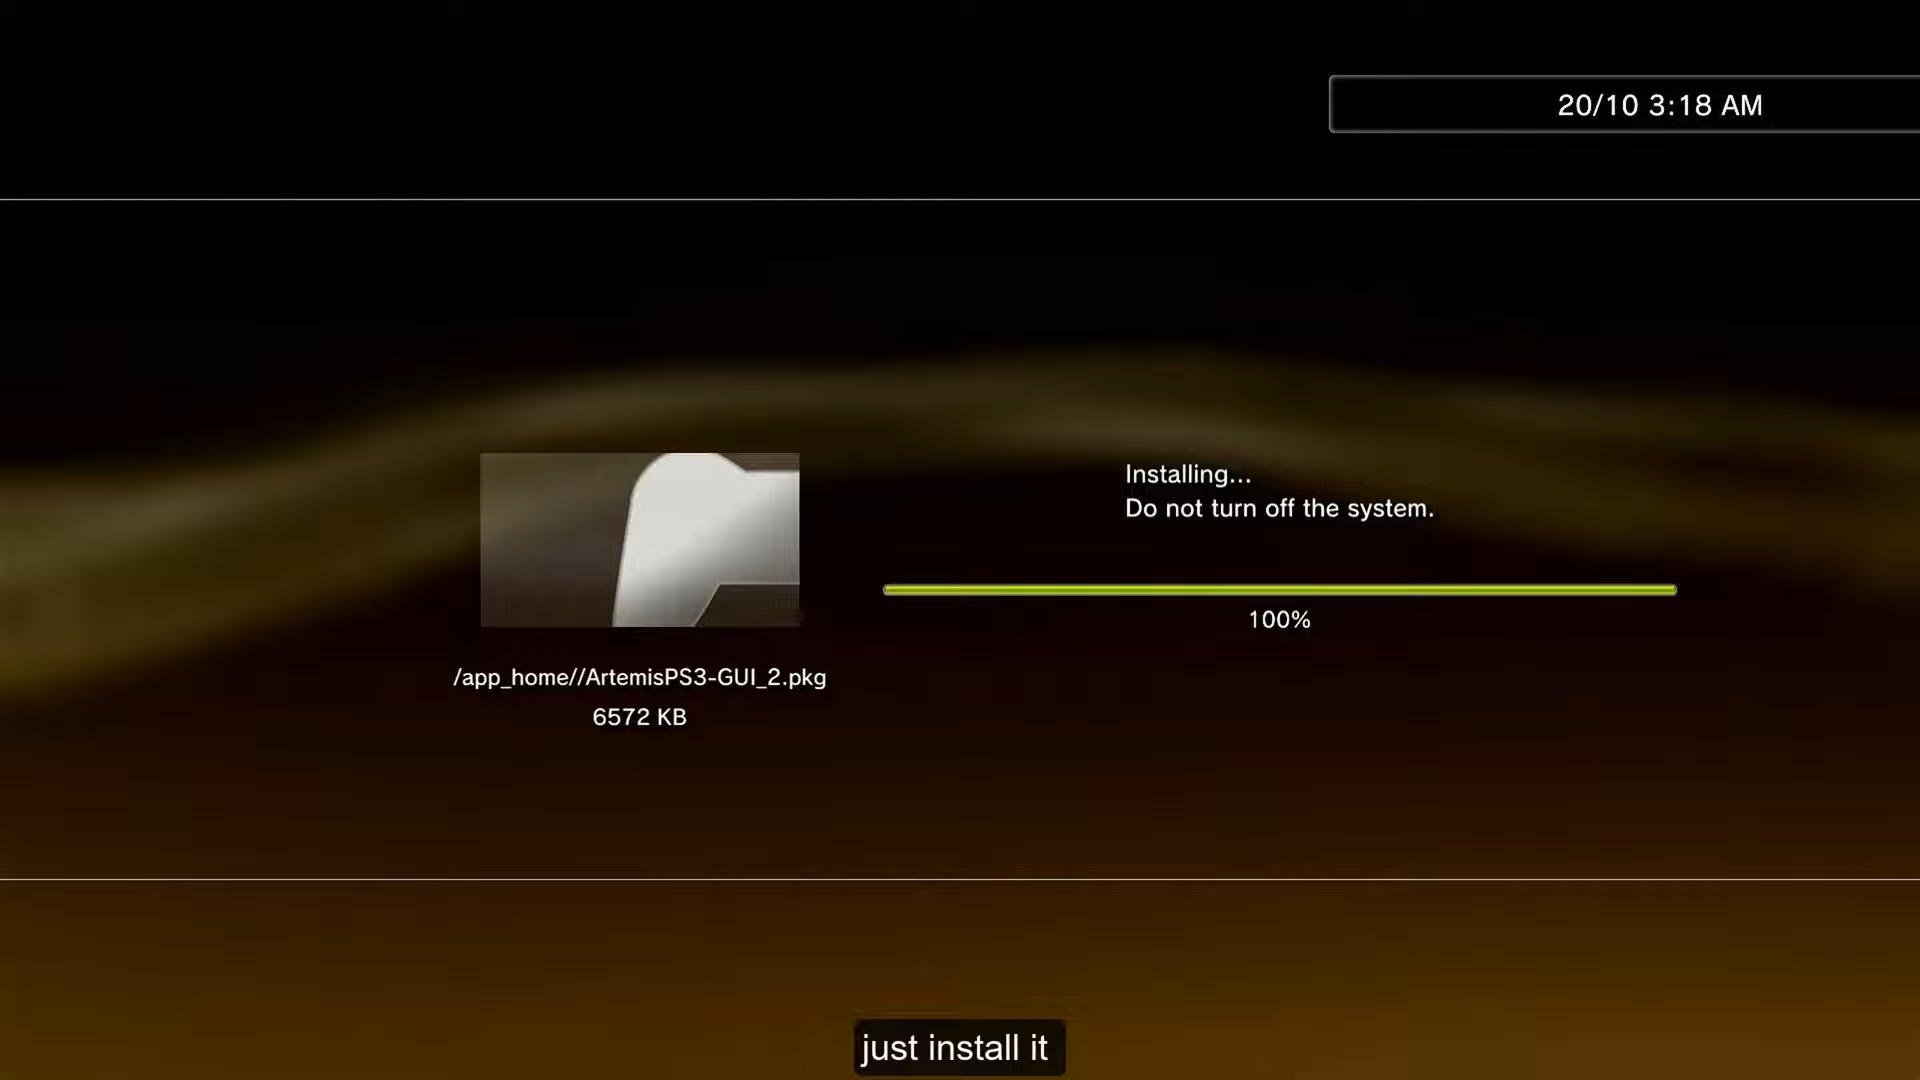 20/10 3:18 AM
Installing...
Do not turn off the system.
100%
/app_home//ArtemisPS3-GUI_2.pkg
6572 KB
just install it